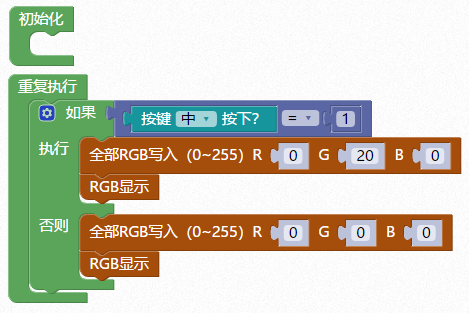 初始化
重复执行
如果 按键 中 按下? = 1
执行 全部RGB写入（0~255）R 0 G 20 B 0
RGB显示
否则 全部RGB写入（0~255）R 0 G 0 B 0
RGB显示